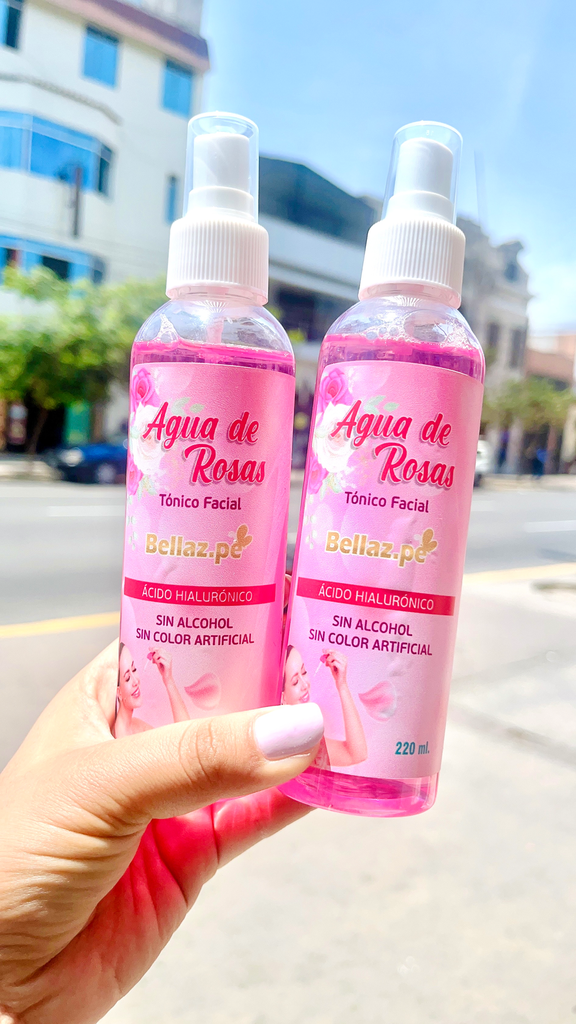 Agua de
Rosas
Tónico Facial
Bellaz.pe
ÁCIDO HIALURÓNICO
SIN ALCOHOL
SIN COLOR ARTIFICIAL
Agua de
Rosas
Tónico Facial
Bellaz.pe
ÁCIDO HIALURÓNICO
SIN ALCOHOL
SIN COLOR ARTIFICIAL
220 ml.